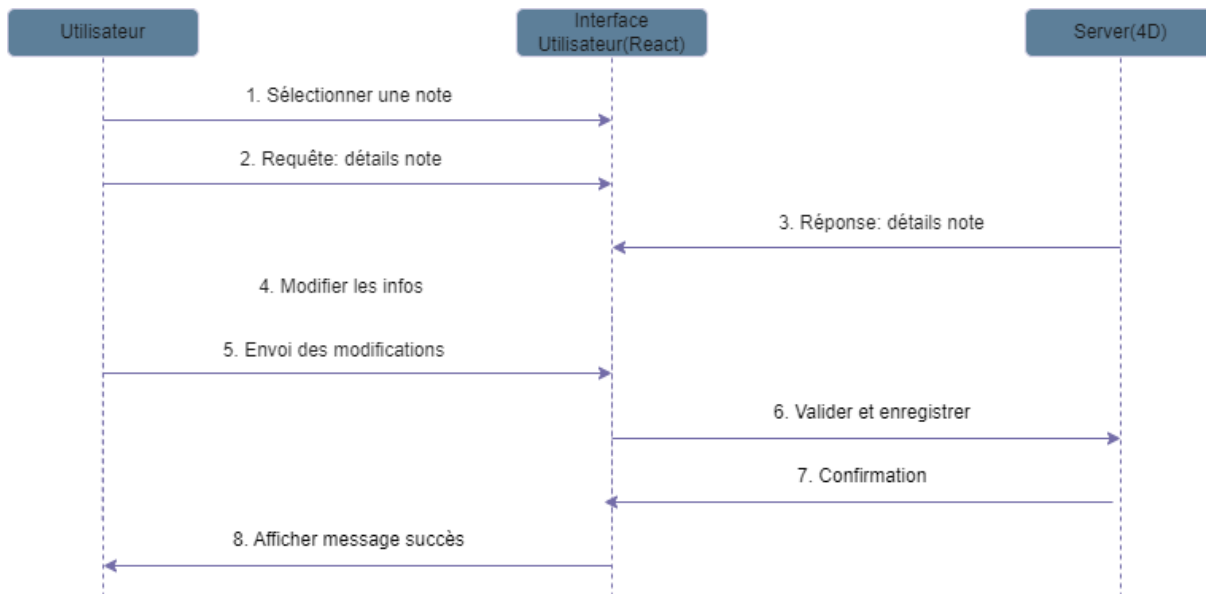 Utilisateur
Interface
Utilisateur(React)
Server(4D)
1. Sélectionner une note
2. Requête: détails note
3. Réponse: détails note
4. Modifier les infos
5. Envoi des modifications
6. Valider et enregistrer
7. Confirmation
8. Afficher message succès